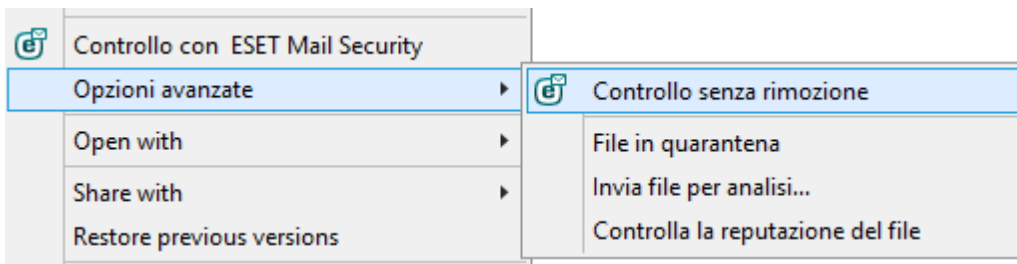 Controllo con ESET Mail Security
Opzioni avanzate
Open with
Share with
Restore previous versions
Controllo senza rimozione
File in quarantena
Invia file per analisi...
Controlla la reputazione del file